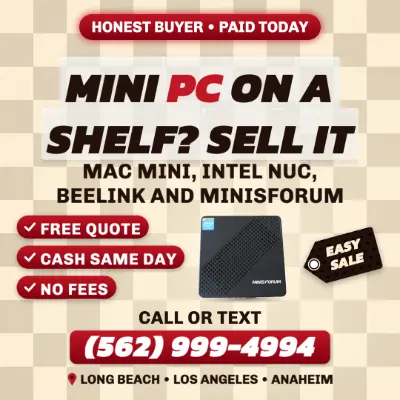 HONEST BUYER • PAID TODAY
MINI PC ON A
SHELF? SELL IT
MAC MINI, INTEL NUC,
BEELINK AND MINISFORUM
FREE QUOTE
CASH SAME DAY
NO FEES
MINISFORUM
EASY
SALE
CALL OR TEXT
(562) 999-4994
LONG BEACH • LOS ANGELES • ANAHEIM